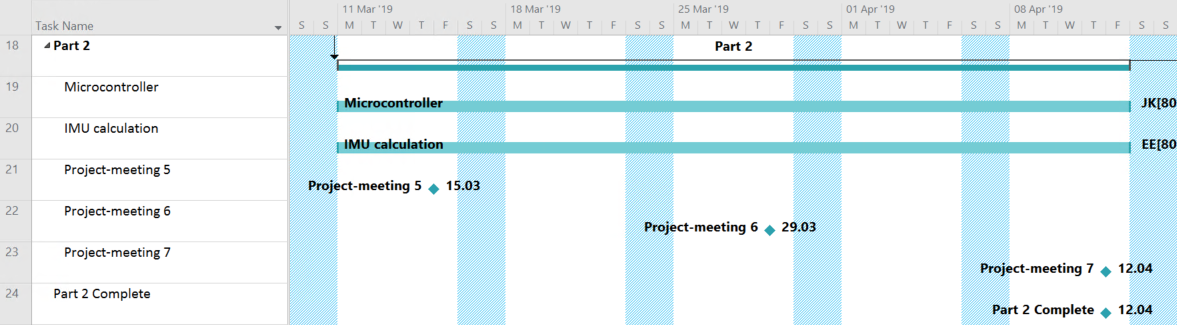 11 Mar '19 18 Mar '19 25 Mar '19 01 Apr '19 08 Apr '19
Task Name S S M T W T F S S M T W T F S S M T W T F S S M T W T F S S M T W T F S S
18 Part 2 Part 2
19 Microcontroller Microcontroller JK[80
20 IMU calculation IMU calculation EE[80
21 Project-meeting 5 Project-meeting 5 15.03
22 Project-meeting 6 Project-meeting 6 29.03
23 Project-meeting 7 Project-meeting 7 12.04
24 Part 2 Complete Part 2 Complete 12.04